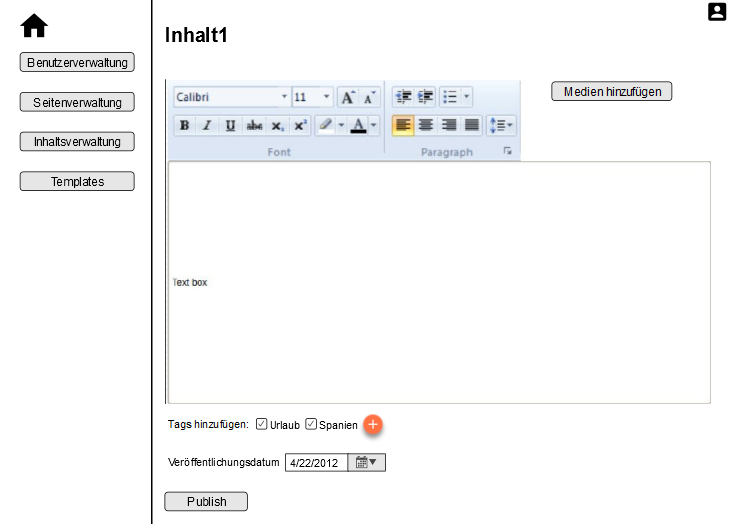 Inhalt1
Benutzerverwaltung
Seitenverwaltung
Inhaltsverwaltung
Templates
Calibri 11 A A
B I U abc x, x² A
Font Paragraph
Medien hinzufügen
Text box
Tags hinzufügen: Urlaub Spanien +
Veröffentlichungsdatum 4/22/2012
Publish